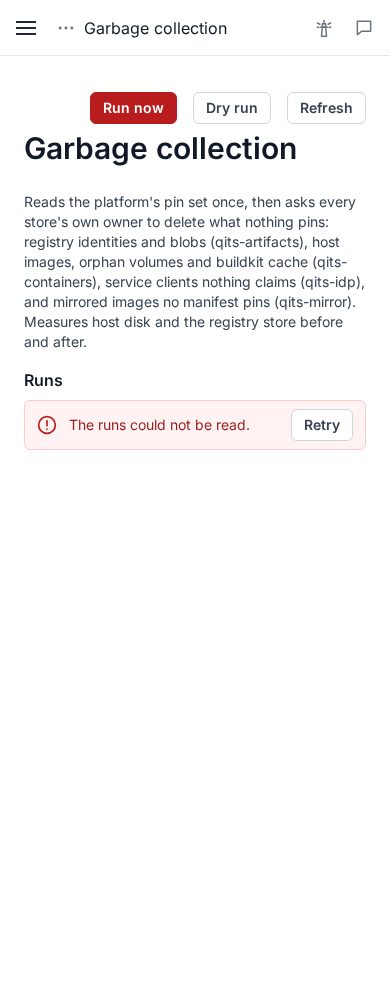 Garbage collection
Run now
Dry run
Refresh
Garbage collection
Reads the platform's pin set once, then asks every
store's own owner to delete what nothing pins:
registry identities and blobs (qits-artifacts), host
images, orphan volumes and buildkit cache (qits-
containers), service clients nothing claims (qits-idp),
and mirrored images no manifest pins (qits-mirror).
Measures host disk and the registry store before
and after.
Runs
The runs could not be read.
Retry